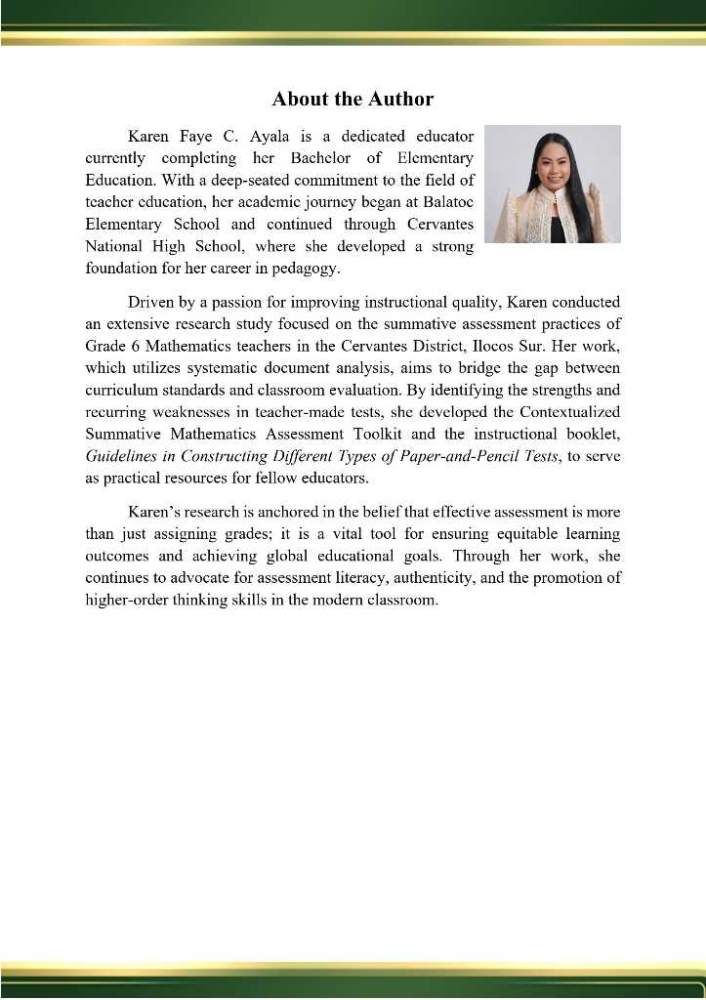 About the Author
Karen Faye C. Ayala is a dedicated educator
currently completing her Bachelor of Elementary
Education. With a deep-seated commitment to the field of
teacher education, her academic journey began at Balatoc
Elementary School and continued through Cervantes
National High School, where she developed a strong
foundation for her career in pedagogy.
Driven by a passion for improving instructional quality, Karen conducted
an extensive research study focused on the summative assessment practices of
Grade 6 Mathematics teachers in the Cervantes District, Ilocos Sur. Her work,
which utilizes systematic document analysis, aims to bridge the gap between
curriculum standards and classroom evaluation. By identifying the strengths and
recurring weaknesses in teacher-made tests, she developed the Contextualized
Summative Mathematics Assessment Toolkit and the instructional booklet,
Guidelines in Constructing Different Types of Paper-and-Pencil Tests, to serve
as practical resources for fellow educators.
Karen’s research is anchored in the belief that effective assessment is more
than just assigning grades; it is a vital tool for ensuring equitable learning
outcomes and achieving global educational goals. Through her work, she
continues to advocate for assessment literacy, authenticity, and the promotion of
higher-order thinking skills in the modern classroom.